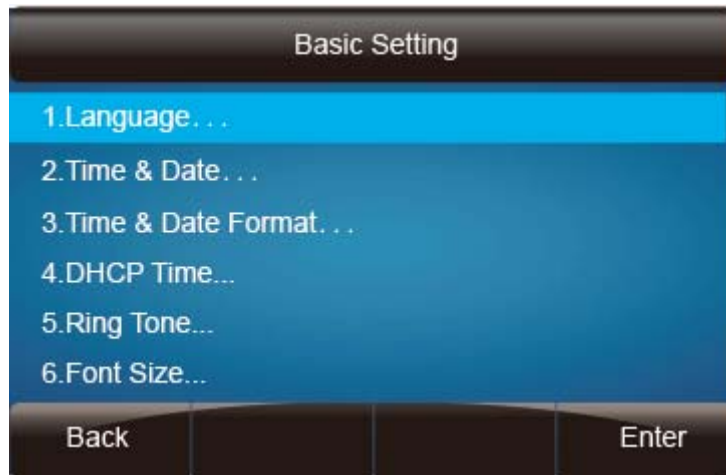 Basic Setting
1.Language. . .
2.Time & Date. . .
3.Time & Date Format. . .
4.DHCP Time...
5.Ring Tone...
6.Font Size...
Back Enter